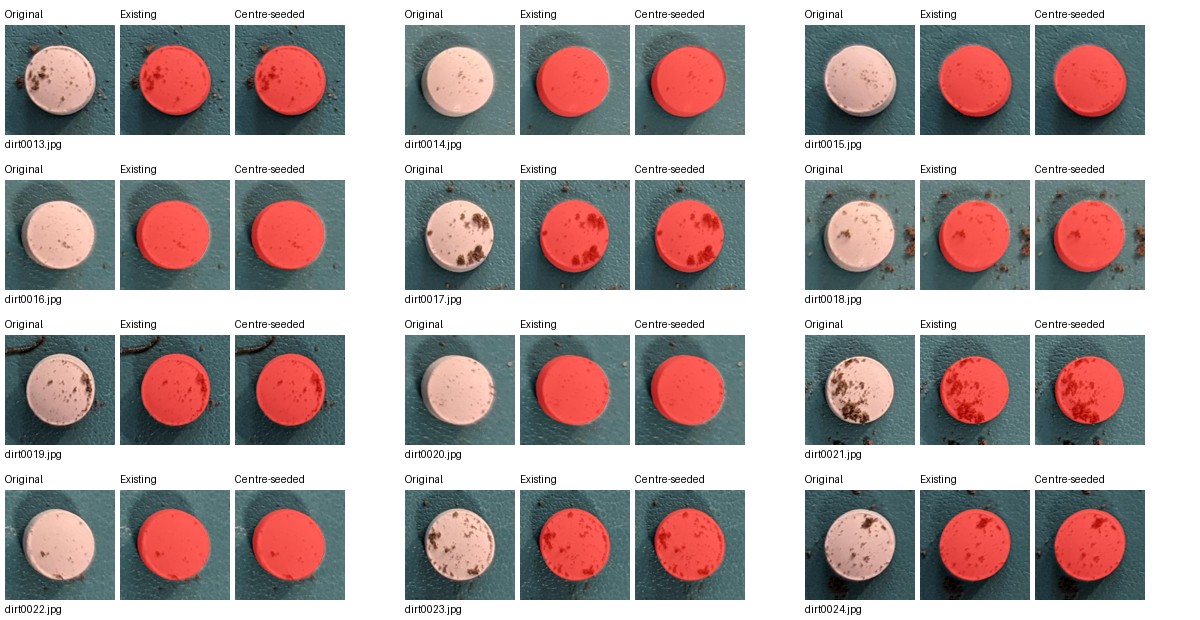 Original Existing Centre-seeded Original Existing Centre-seeded Original Existing Centre-seeded
dirt0013.jpg dirt0014.jpg dirt0015.jpg
Original Existing Centre-seeded Original Existing Centre-seeded Original Existing Centre-seeded
dirt0016.jpg dirt0017.jpg dirt0018.jpg
Original Existing Centre-seeded Original Existing Centre-seeded Original Existing Centre-seeded
dirt0019.jpg dirt0020.jpg dirt0021.jpg
Original Existing Centre-seeded Original Existing Centre-seeded Original Existing Centre-seeded
dirt0022.jpg dirt0023.jpg dirt0024.jpg